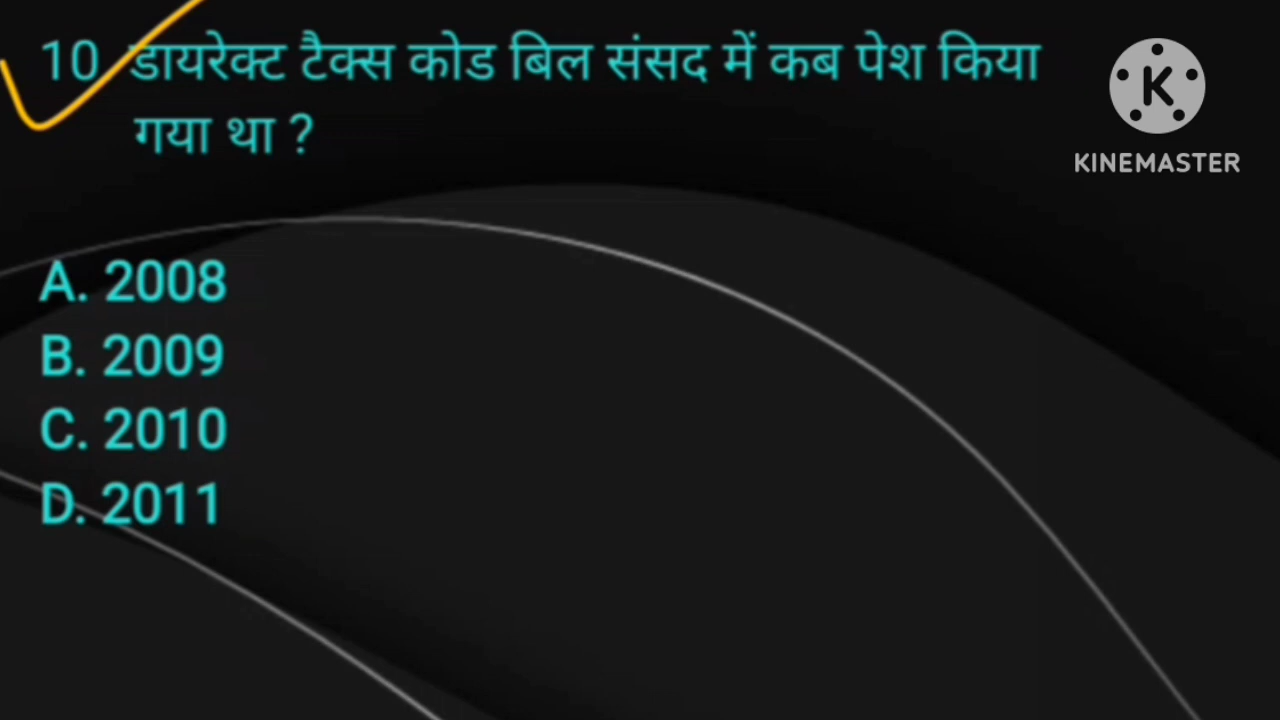 10. डायरेक्ट टैक्स कोड बिल संसद में कब पेश किया
गया था ?
K
KINEMASTER
A. 2008
B. 2009
C. 2010
D. 2011